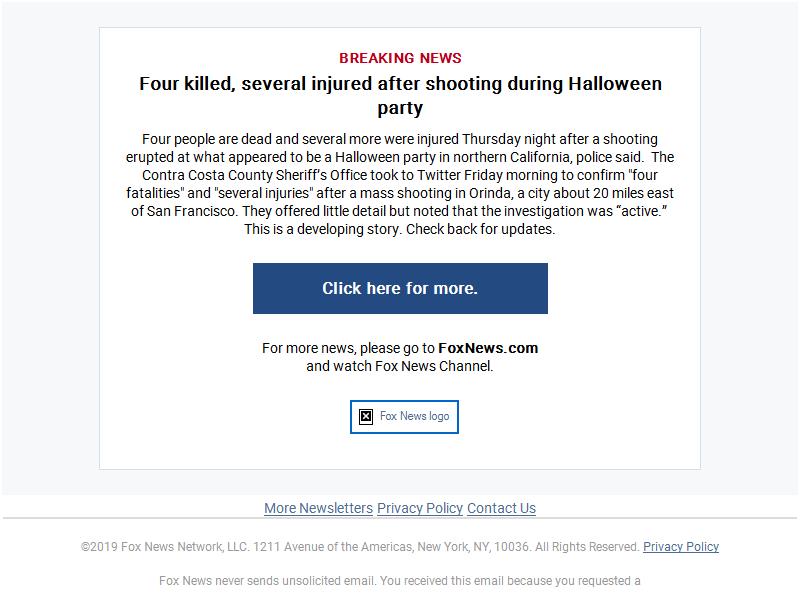 BREAKING NEWS
Four killed, several injured after shooting during Halloween
party
Four people are dead and several more were injured Thursday night after a shooting
erupted at what appeared to be a Halloween party in northern California, police said.  The
Contra Costa County Sheriff’s Office took to Twitter Friday morning to confirm "four
fatalities" and "several injuries" after a mass shooting in Orinda, a city about 20 miles east
of San Francisco. They offered little detail but noted that the investigation was “active.”
This is a developing story. Check back for updates.
Click here for more.
For more news, please go to FoxNews.com
and watch Fox News Channel.
Fox News logo
More Newsletters Privacy Policy Contact Us
©2019 Fox News Network, LLC. 1211 Avenue of the Americas, New York, NY, 10036. All Rights Reserved. Privacy Policy
Fox News never sends unsolicited email. You received this email because you requested a